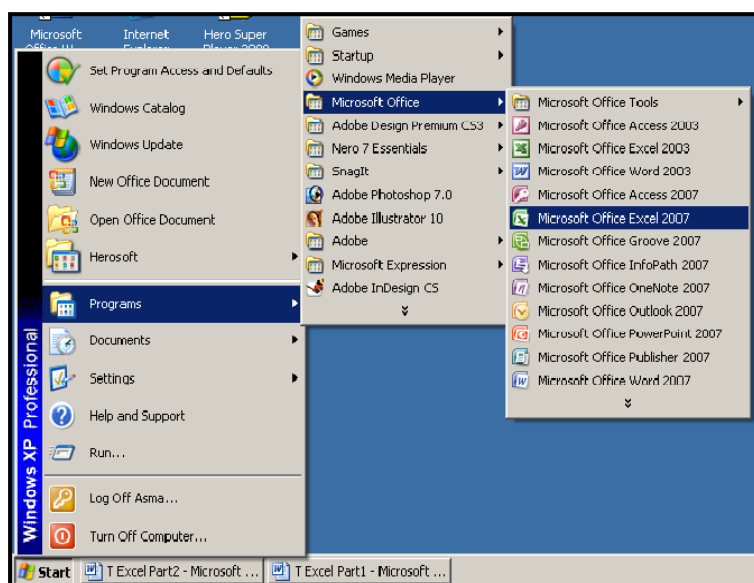 Microsoft
Internet
Hero Super
Set Program Access and Defaults
Windows Catalog
Windows Update
New Office Document
Open Office Document
Herosoft
Programs
Documents
Settings
Help and Support
Run...
Log Off Asma...
Turn Off Computer...
Windows XP Professional
Games
Startup
Windows Media Player
Microsoft Office
Adobe Design Premium CS3
Nero 7 Essentials
SnagIt
Adobe Photoshop 7.0
Adobe Illustrator 10
Adobe
Microsoft Expression
Adobe InDesign CS
Microsoft Office Tools
Microsoft Office Access 2003
Microsoft Office Excel 2003
Microsoft Office Word 2003
Microsoft Office Access 2007
Microsoft Office Excel 2007
Microsoft Office Groove 2007
Microsoft Office InfoPath 2007
Microsoft Office OneNote 2007
Microsoft Office Outlook 2007
Microsoft Office PowerPoint 2007
Microsoft Office Publisher 2007
Microsoft Office Word 2007
Start
T Excel Part2 - Microsoft ...
T Excel Part1 - Microsoft ...